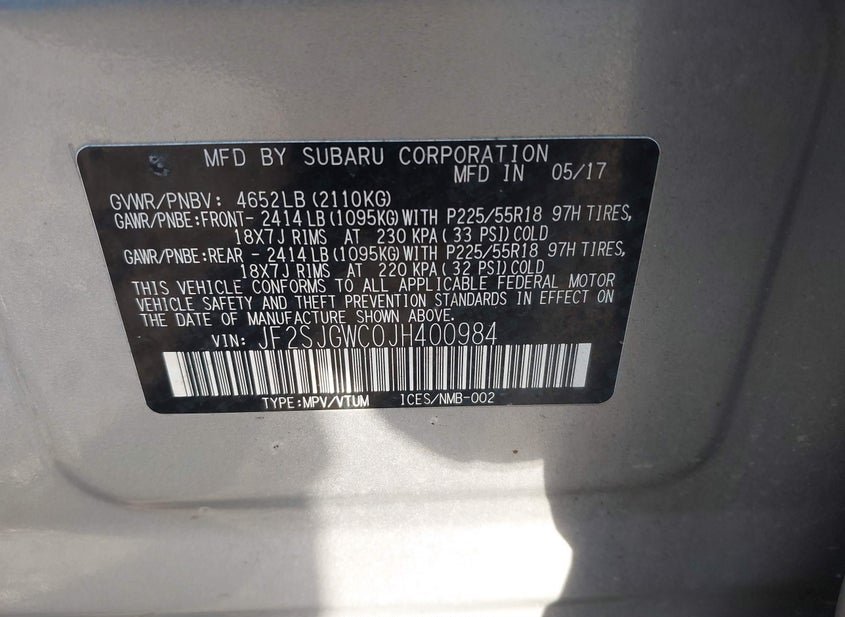 MFD BY SUBARU CORPORATION
MFD IN 05/17
GVWR/PNBV: 4652LB (2110KG)
GAWR/PNBE:FRONT- 2414LB (1095KG) WITH P225/55R18 97H TIRES,
18X7J RIMS AT 230 KPA (33 PSI) COLD
GAWR/PNBE:REAR - 2414LB (1095KG) WITH P225/55R18 97H TIRES,
18X7J RIMS AT 220 KPA (32 PSI) COLD
THIS VEHICLE CONFORMS TO ALL APPLICABLE FEDERAL MOTOR
VEHICLE SAFETY AND THEFT PREVENTION STANDARDS IN EFFECT ON
THE DATE OF MANUFACTURE SHOWN ABOVE.
VIN: JF2SJGWC0JH400984
TYPE:MPV/VTUM ICES/NMB-002